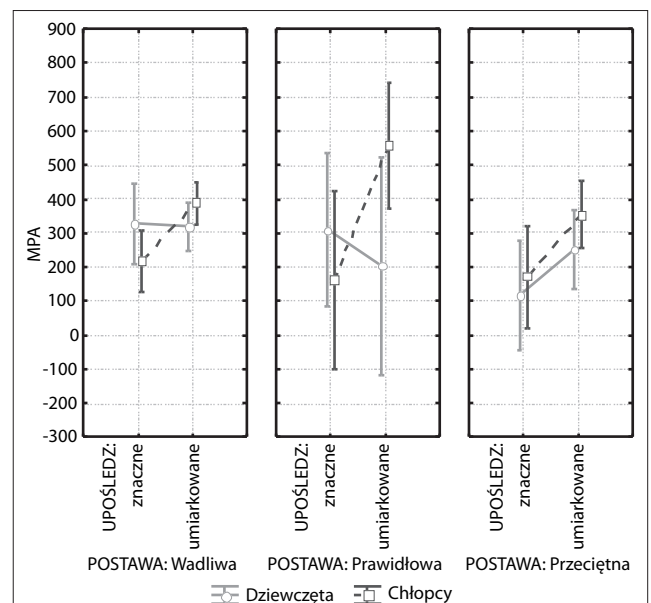 900
800
700
600
500
400
300
200
100
0
-100
-200
-300
MPA
UPOŚLEDZ:
znaczne
umiarkowane
UPOŚLEDZ:
znaczne
umiarkowane
UPOŚLEDZ:
znaczne
umiarkowane
POSTAWA: Wadliwa
POSTAWA: Prawidłowa
POSTAWA: Przeciętna
Dziewczęta Chłopcy